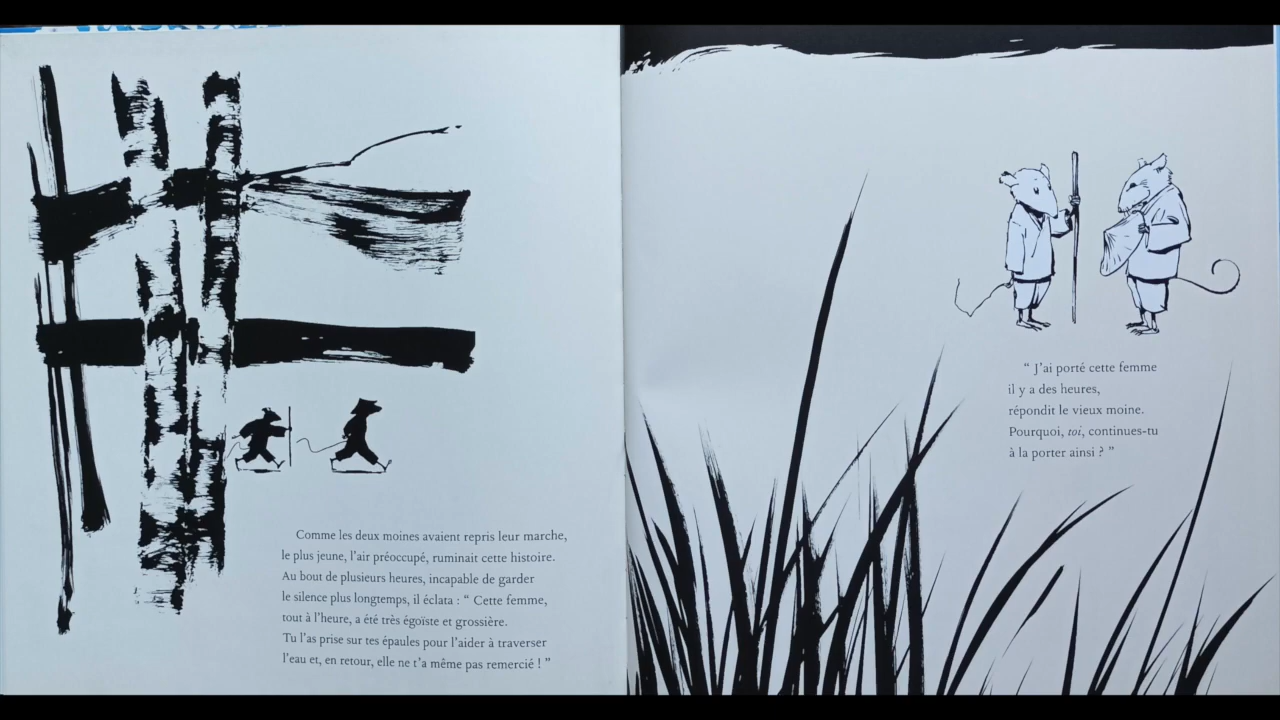 Comme les deux moines avaient repris leur marche,
le plus jeune, l'air préoccupé, ruminait cette histoire.
Au bout de plusieurs heures, incapable de garder
le silence plus longtemps, il éclata : “ Cette femme,
tout à l'heure, a été très égoïste et grossière.
Tu l'as prise sur tes épaules pour l'aider à traverser
l'eau et, en retour, elle ne t'a même pas remercié ! ”
“ J'ai porté cette femme
il y a des heures,
répondit le vieux moine.
Pourquoi, toi, continues-tu
à la porter ainsi ? ”